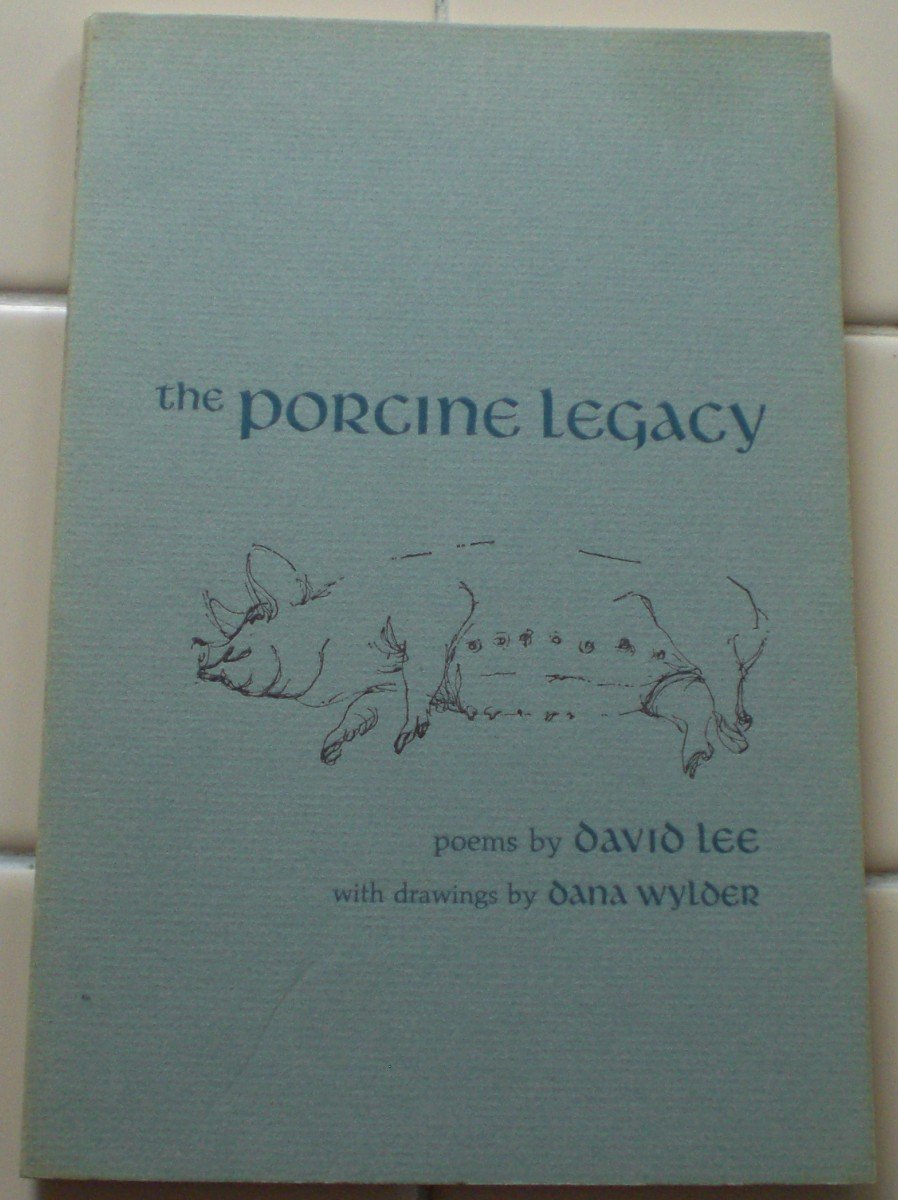 the porcine legacy
poems by david lee
with drawings by dana wylder